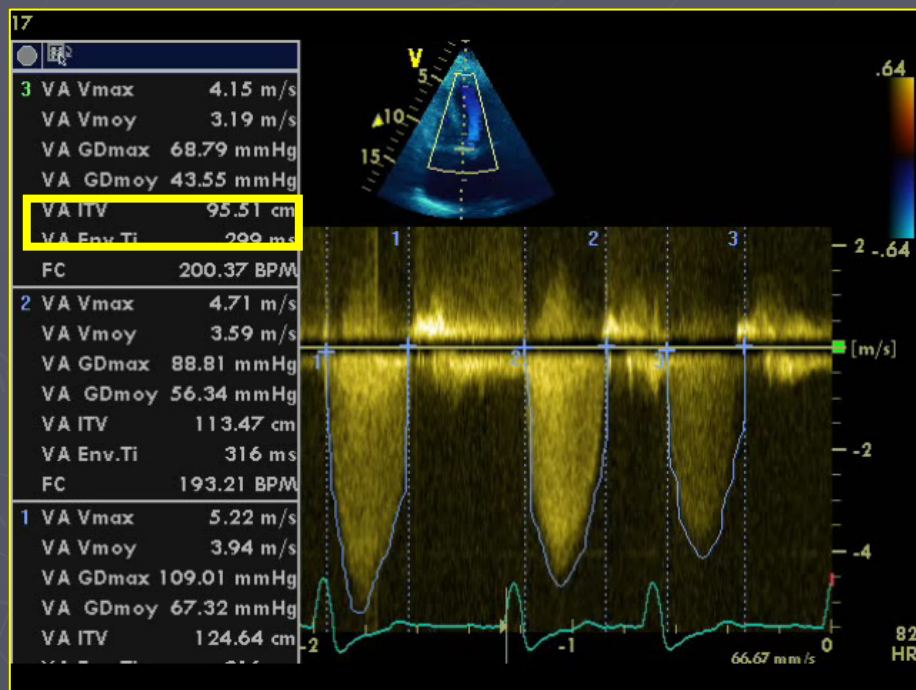 17
3 VA Vmax 4.15 m/s
VA Vmoy 3.19 m/s
VA GDmax 68.79 mmHg
VA GDmoy 43.55 mmHg
VA ITV 95.51 cm
VA Env.Ti 299 ms
FC 200.37 BPM
2 VA Vmax 4.71 m/s
VA Vmoy 3.59 m/s
VA GDmax 88.81 mmHg
VA GDmoy 56.34 mmHg
VA ITV 113.47 cm
VA Env.Ti 316 ms
FC 193.21 BPM
1 VA Vmax 5.22 m/s
VA Vmoy 3.94 m/s
VA GDmax 109.01 mmHg
VA GDmoy 67.32 mmHg
VA ITV 124.64 cm
V
5
10
15
.64
-.64
1 2 3
2
[m/s]
1 2 3
-2
-4
-2 -1 0
66.67 mm/s
82
HR